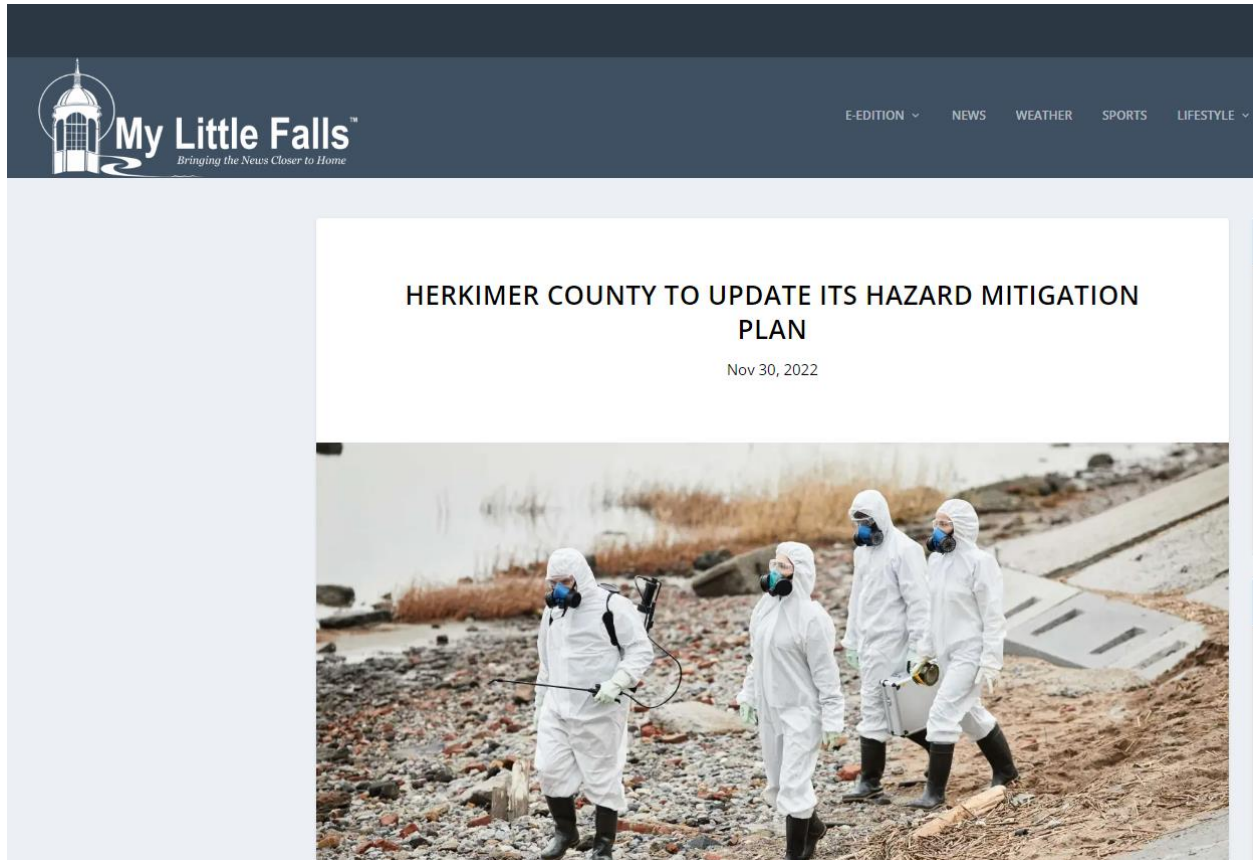 My Little Falls™
Bringing the News Closer to Home
E-EDITION
NEWS
WEATHER
SPORTS
LIFESTYLE
HERKIMER COUNTY TO UPDATE ITS HAZARD MITIGATION
PLAN
Nov 30, 2022